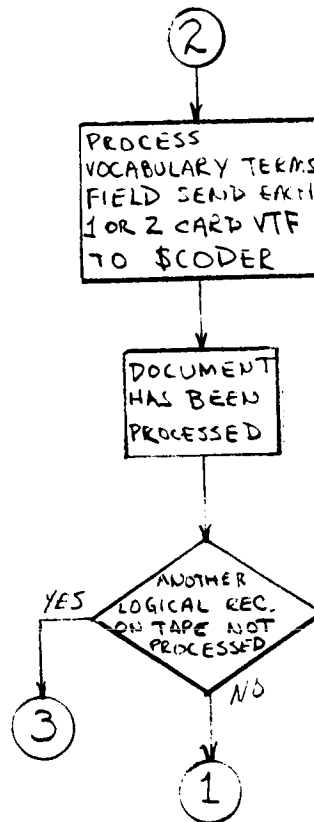 2
PROCESS
VOCABULARY TERMS
FIELD SEND EACH
1 OR 2 CARD VTF
TO $CODER
DOCUMENT
HAS BEEN
PROCESSED
ANOTHER
LOGICAL REC.
ON TAPE NOT
PROCESSED
YES
NO
3
1